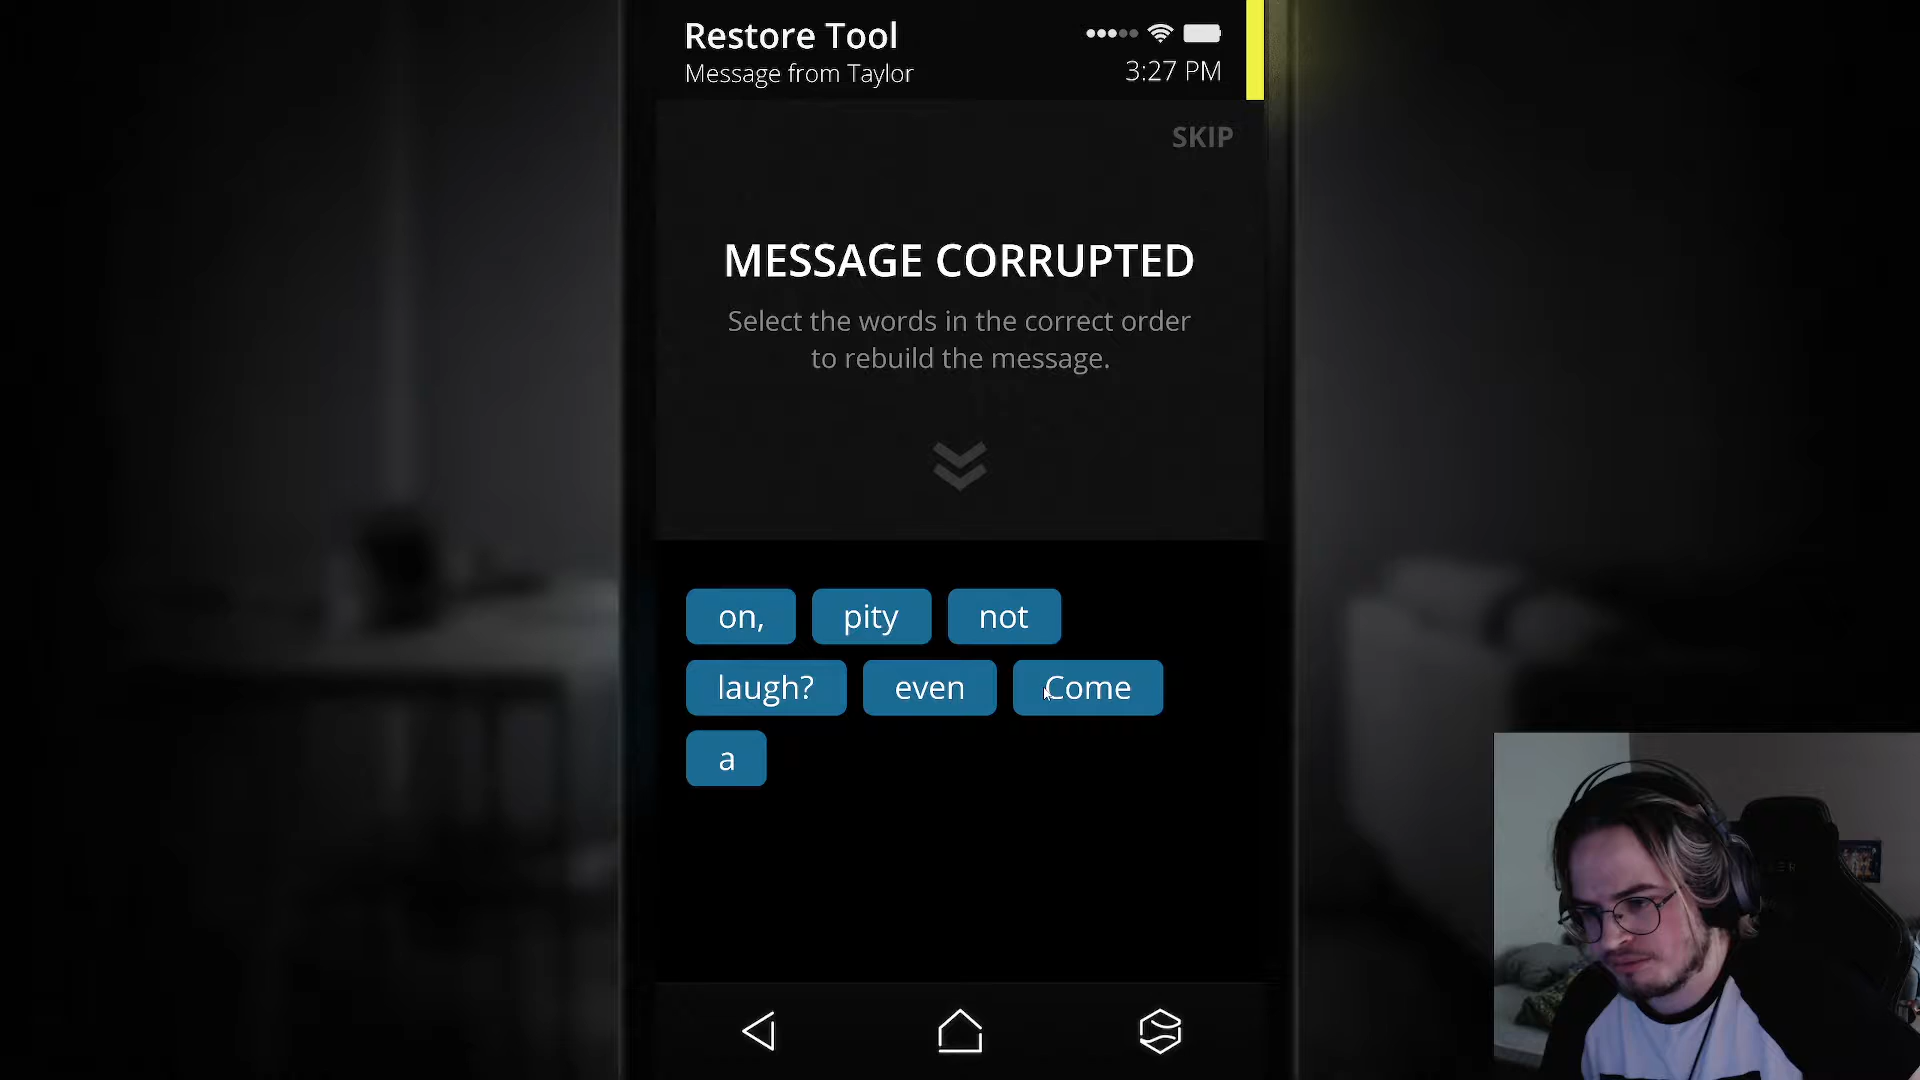 Restore Tool
Message from Taylor
3:27 PM
SKIP
MESSAGE CORRUPTED
Select the words in the correct order
to rebuild the message.
on, pity not
laugh? even Come
a